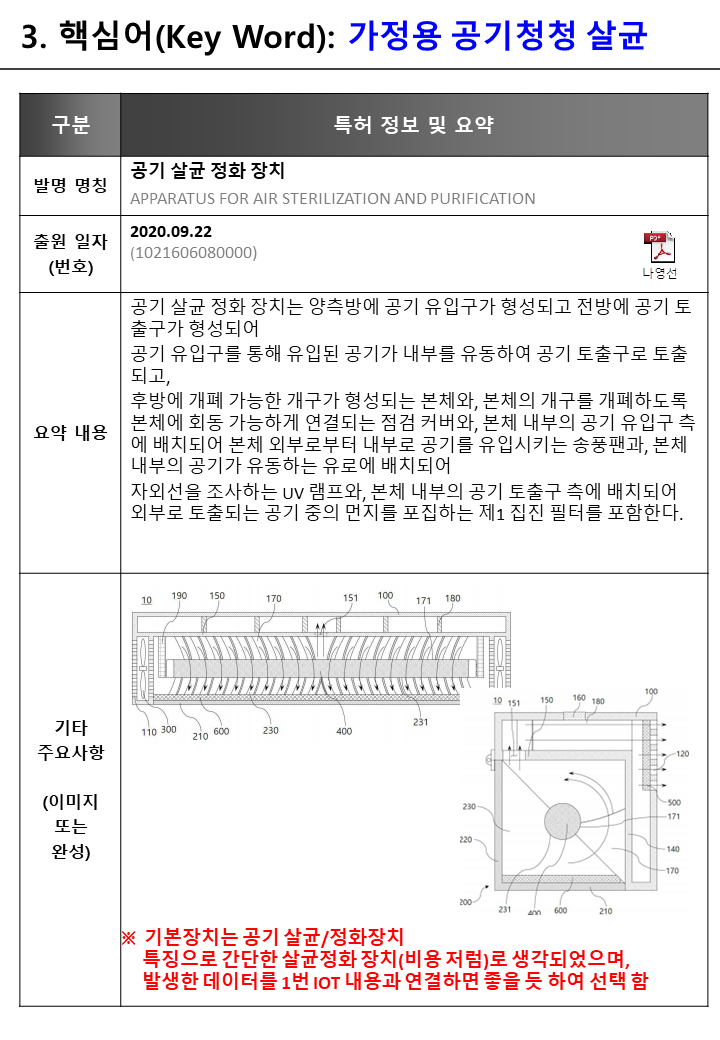 3. 핵심어(Key Word): 가정용 공기청청 살균
구분
특허 정보 및 요약
발명 명칭
공기 살균 정화 장치
APPARATUS FOR AIR STERILIZATION AND PURIFICATION
출원 일자
(번호)
2020.09.22
(1021606080000)
PDF
나영선
요약 내용
공기 살균 정화 장치는 양측방에 공기 유입구가 형성되고 전방에 공기 토
출구가 형성되어
공기 유입구를 통해 유입된 공기가 내부를 유동하여 공기 토출구로 토출
되고,
후방에 개폐 가능한 개구가 형성되는 본체와, 본체의 개구를 개폐하도록
본체에 회동 가능하게 연결되는 점검 커버와, 본체 내부의 공기 유입구 측
에 배치되어 본체 외부로부터 내부로 공기를 유입시키는 송풍팬과, 본체
내부의 공기가 유동하는 유로에 배치되어
자외선을 조사하는 UV 램프와, 본체 내부의 공기 토출구 측에 배치되어
외부로 토출되는 공기 중의 먼지를 포집하는 제1 집진 필터를 포함한다.
기타
주요사항
(이미지
또는
완성)
10 190 150 170 151 100 171 180
110 300 210 600 230 400 231
10 151 150 160 180 100
120
500
230 171
220 140
170
200 231 400 600 210
※ 기본장치는 공기 살균/정화장치
특징으로 간단한 살균정화 장치(비용 저럼)로 생각되었으며,
발생한 데이터를 1번 IOT 내용과 연결하면 좋을 듯 하여 선택 함